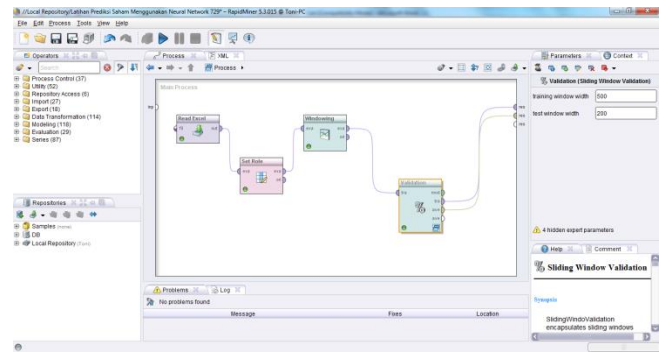 //Local Repository/Latihan Prediksi Saham Menggunakan Neural Network 729* – RapidMiner 5.3.015 @ Toni-PC
File Edit Process Tools View Help
Operators
Search
Process Control (37)
Utility (52)
Repository Access (6)
Import (27)
Export (18)
Data Transformation (114)
Modeling (118)
Evaluation (29)
Series (87)
Repositories
Samples (none)
DB
Local Repository (Toni)
Process
XML
Process
Main Process
Read Excel
Set Role
Windowing
Validation
Problems
Log
No problems found
Message
Fixes
Location
Parameters
Context
Validation (Sliding Window Validation)
training window width
500
test window width
200
4 hidden expert parameters
Help
Comment
Sliding Window Validation
Synopsis
SlidingWindoValidation
encapsulates sliding windows